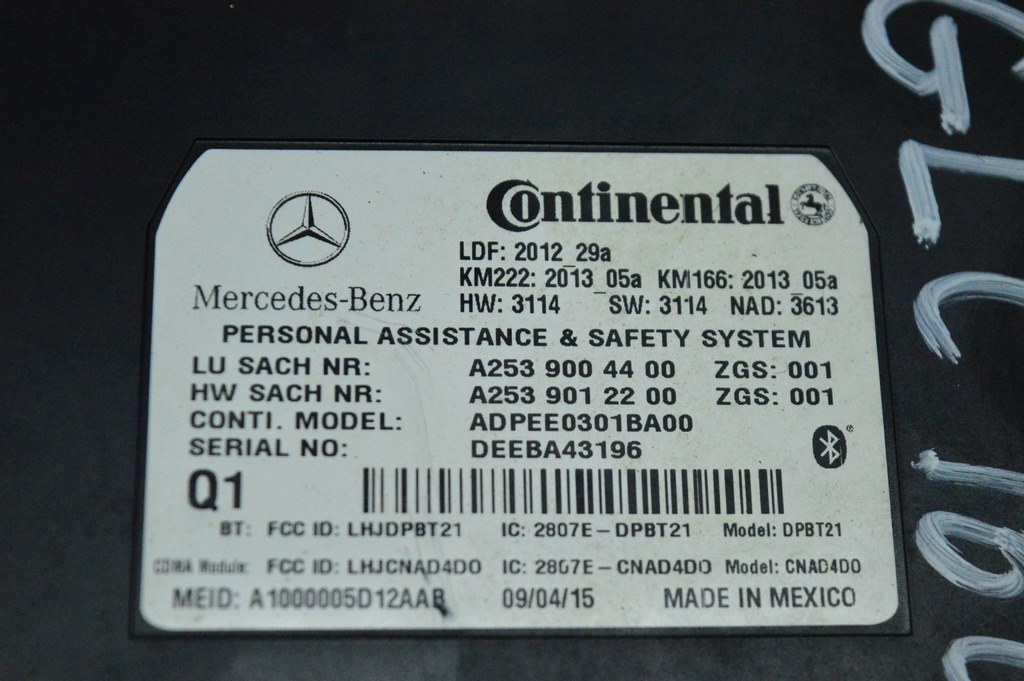 Continental
Mercedes-Benz
LDF: 2012_29a
KM222: 2013_05a KM166: 2013_05a
HW: 3114 SW: 3114 NAD: 3613
PERSONAL ASSISTANCE & SAFETY SYSTEM
LU SACH NR: A253 900 44 00 ZGS: 001
HW SACH NR: A253 901 22 00 ZGS: 001
CONTI. MODEL: ADPEE0301BA00
SERIAL NO: DEEBA43196
Q1
BT: FCC ID: LHJDPBT21 IC: 2807E-DPBT21 Model: DPBT21
CDMA Module: FCC ID: LHJCNAD4DO IC: 2807E-CNAD4DO Model: CNAD4DO
MEID: A1000005D12AAB 09/04/15 MADE IN MEXICO
GLC